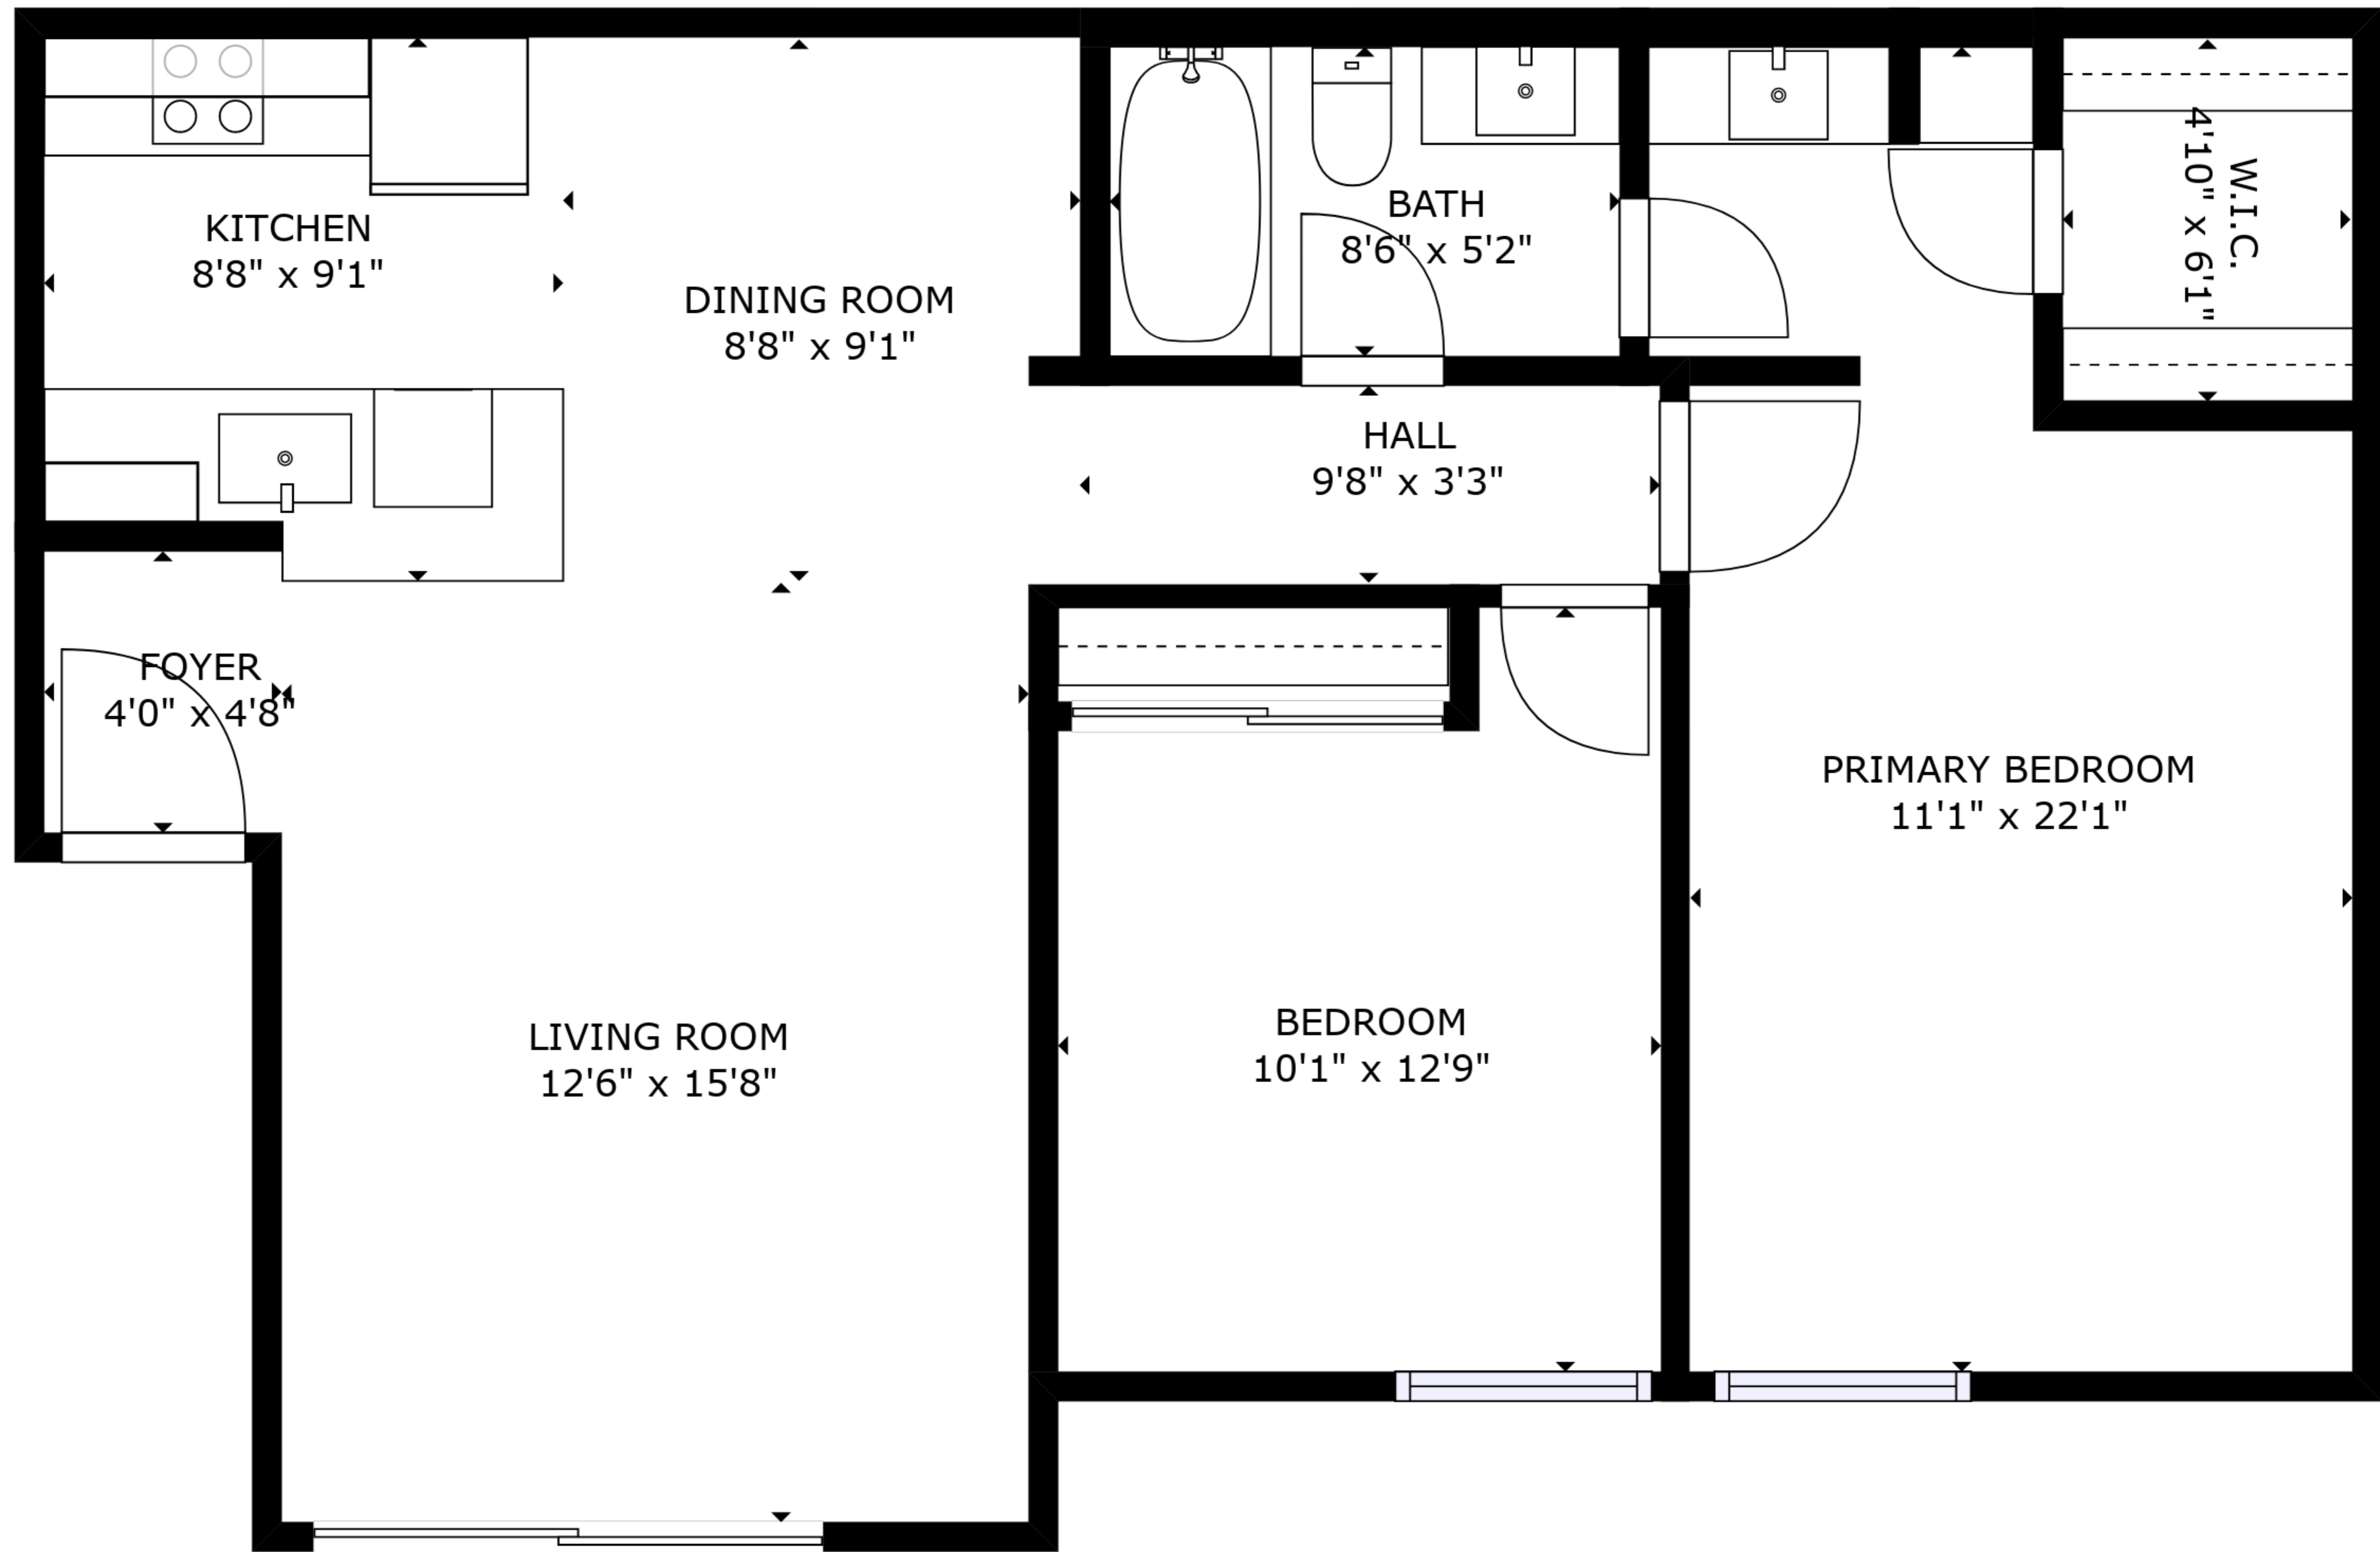 KITCHEN
8'8" x 9'1"
DINING ROOM
8'8" x 9'1"
BATH
8'6" x 5'2"
W.I.C.
4'10" x 6'1"
HALL
9'8" x 3'3"
FOYER
4'0" x 4'8"
PRIMARY BEDROOM
11'1" x 22'1"
LIVING ROOM
12'6" x 15'8"
BEDROOM
10'1" x 12'9"